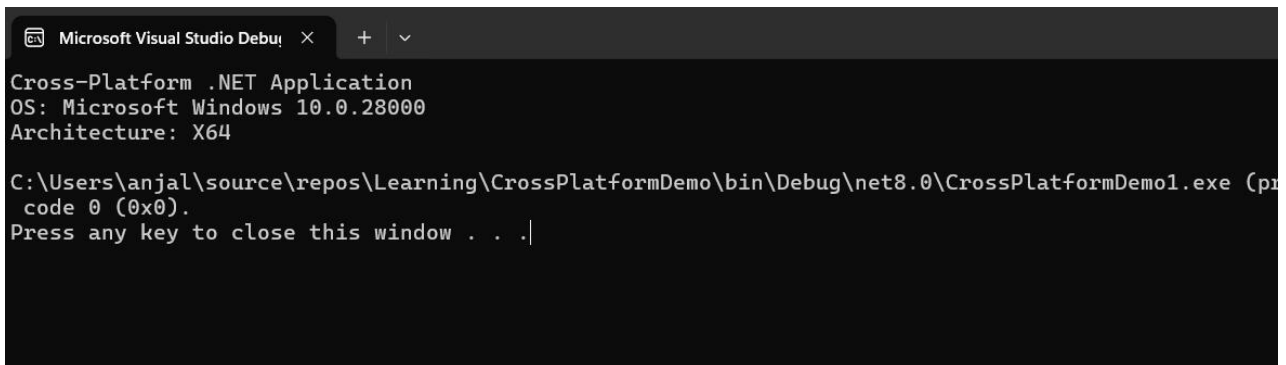 Microsoft Visual Studio Debu
Cross-Platform .NET Application
OS: Microsoft Windows 10.0.28000
Architecture: X64
C:\Users\anjal\source\repos\Learning\CrossPlatformDemo\bin\Debug\net8.0\CrossPlatformDemo1.exe (pr
code 0 (0x0).
Press any key to close this window . . .